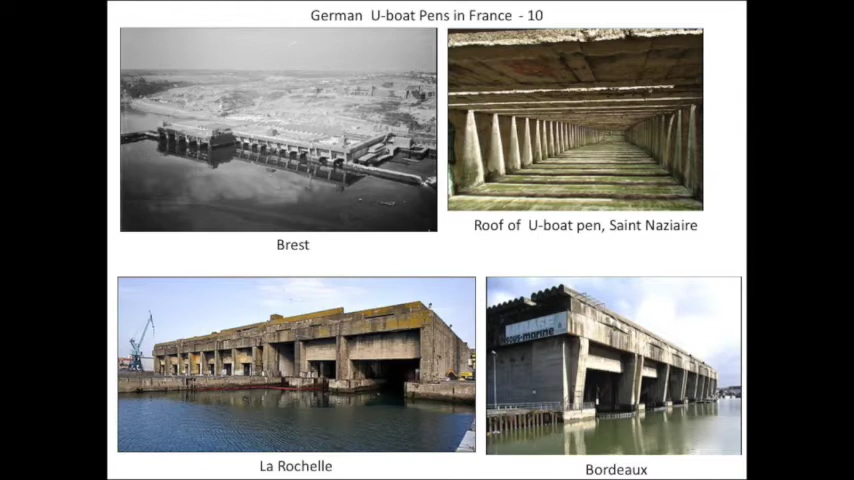 German U-boat Pens in France - 10
Roof of U-boat pen, Saint Naziaire
Brest
La Rochelle
Bordeaux